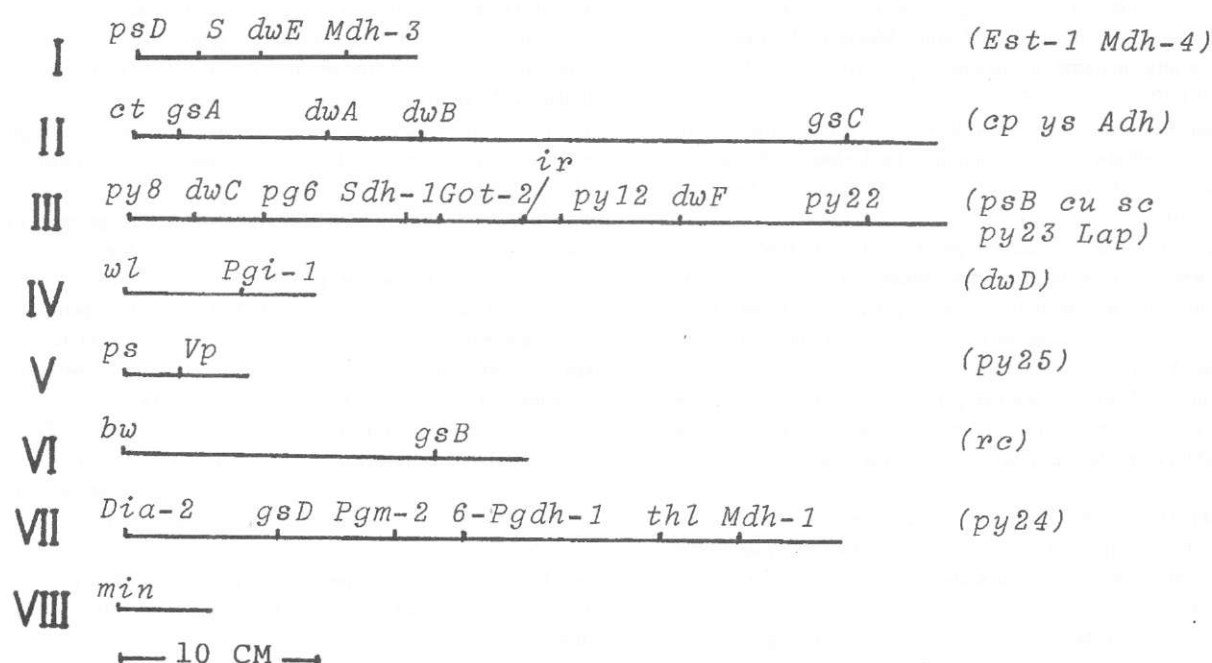 psD S dwE Mdh-3
I (Est-1 Mdh-4)
ct gsA dwA dwB gsC
II (cp ys Adh)
ir
py8 dwC pg6 Sdh-1 Got-2 py12 dwF py22
III (psB cu sc
py23 Lap)
wl Pgi-1
IV (dwD)
ps Vp
V (py25)
bw gsB
VI (rc)
Dia-2 gsD Pgm-2 6-Pgdh-1 thl Mdh-1
VII (py24)
min
VIII
10 CM